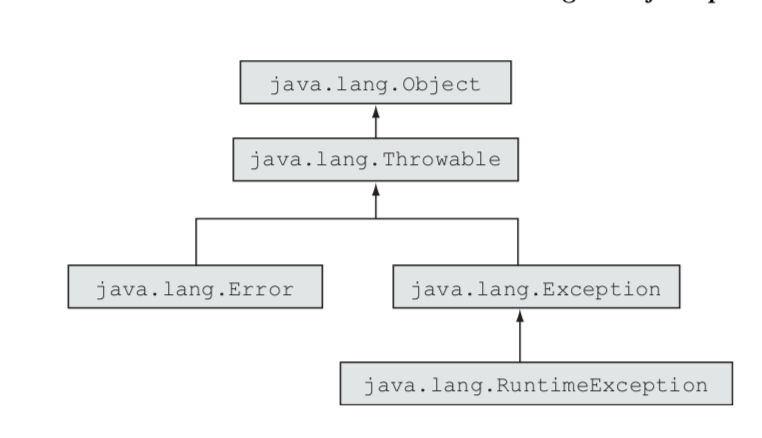 java.lang.Object
java.lang.Throwable
java.lang.Error
java.lang.Exception
java.lang.RuntimeException